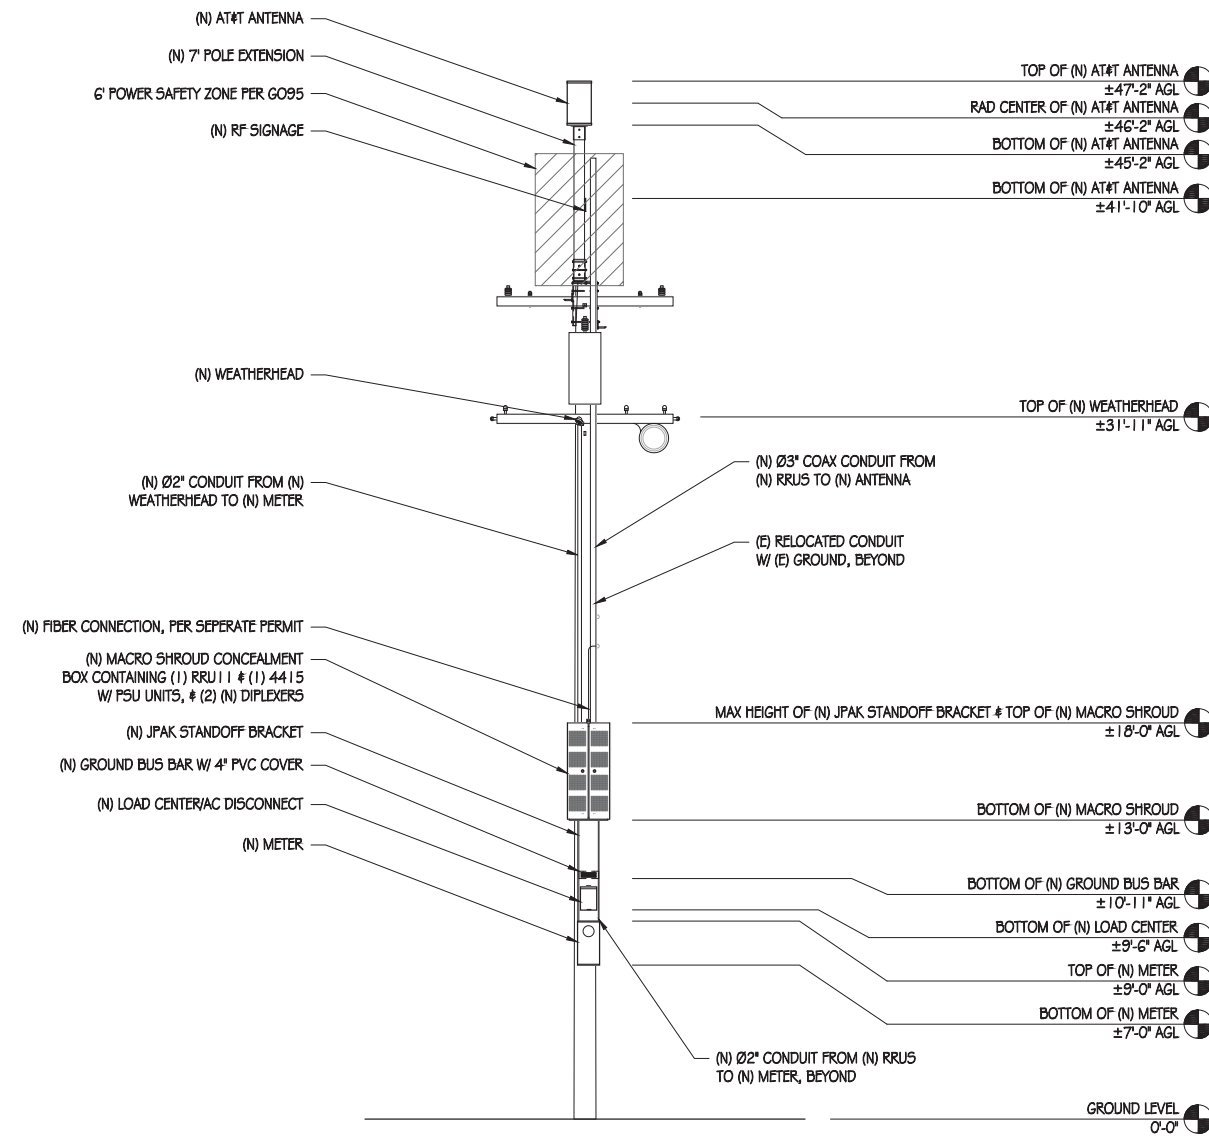 (N) AT&T ANTENNA
(N) 7' POLE EXTENSION
6' POWER SAFETY ZONE PER GO95
(N) RF SIGNAGE
(N) WEATHERHEAD
(N) Ø2" CONDUIT FROM (N)
WEATHERHEAD TO (N) METER
(N) FIBER CONNECTION, PER SEPERATE PERMIT
(N) MACRO SHROUD CONCEALMENT
BOX CONTAINING (1) RRU11 & (1) 4415
W/ PSU UNITS, & (2) (N) DIPLEXERS
(N) JPAK STANDOFF BRACKET
(N) GROUND BUS BAR W/ 4" PVC COVER
(N) LOAD CENTER/AC DISCONNECT
(N) METER
(N) Ø3" COAX CONDUIT FROM
(N) RRUS TO (N) ANTENNA
(E) RELOCATED CONDUIT
W/ (E) GROUND, BEYOND
(N) Ø2" CONDUIT FROM (N) RRUS
TO (N) METER, BEYOND
TOP OF (N) AT&T ANTENNA
±47'-2" AGL
RAD CENTER OF (N) AT&T ANTENNA
±46'-2" AGL
BOTTOM OF (N) AT&T ANTENNA
±45'-2" AGL
BOTTOM OF (N) AT&T ANTENNA
±41'-10" AGL
TOP OF (N) WEATHERHEAD
±31'-11" AGL
MAX HEIGHT OF (N) JPAK STANDOFF BRACKET & TOP OF (N) MACRO SHROUD
±18'-0" AGL
BOTTOM OF (N) MACRO SHROUD
±13'-0" AGL
BOTTOM OF (N) GROUND BUS BAR
±10'-11" AGL
BOTTOM OF (N) LOAD CENTER
±9'-6" AGL
TOP OF (N) METER
±9'-0" AGL
BOTTOM OF (N) METER
±7'-0" AGL
GROUND LEVEL
0'-0"